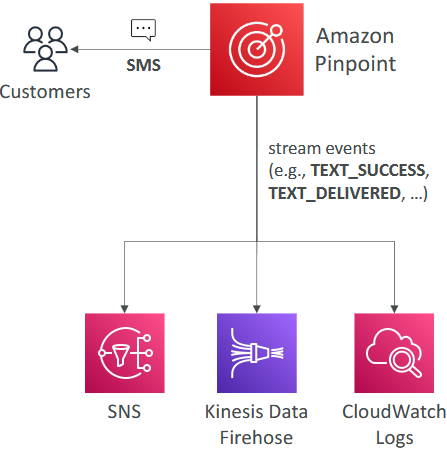 Amazon
Pinpoint
SMS
Customers
stream events
(e.g., TEXT_SUCCESS,
TEXT_DELIVERED, ...)
SNS
Kinesis Data
Firehose
CloudWatch
Logs